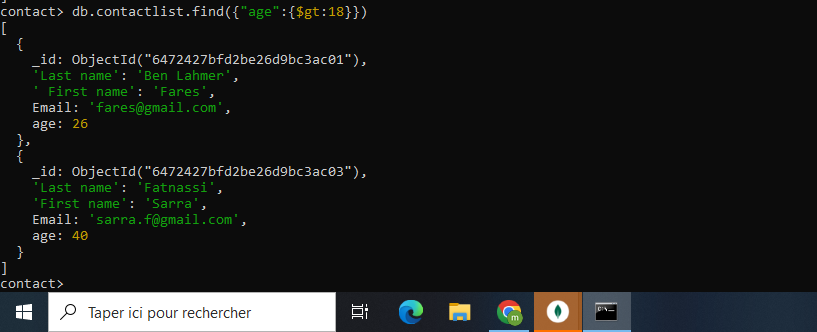 ]
contact> db.contactlist.find({"age":{$gt:18}})
[
  {
    _id: ObjectId("6472427bfd2be26d9bc3ac01"),
    'Last name': 'Ben Lahmer',
    ' First name': 'Fares',
    Email: 'fares@gmail.com',
    age: 26
  },
  {
    _id: ObjectId("6472427bfd2be26d9bc3ac03"),
    'Last name': 'Fatnassi',
    'First name': 'Sarra',
    Email: 'sarra.f@gmail.com',
    age: 40
  }
]
contact>
Taper ici pour rechercher
m
C:\_